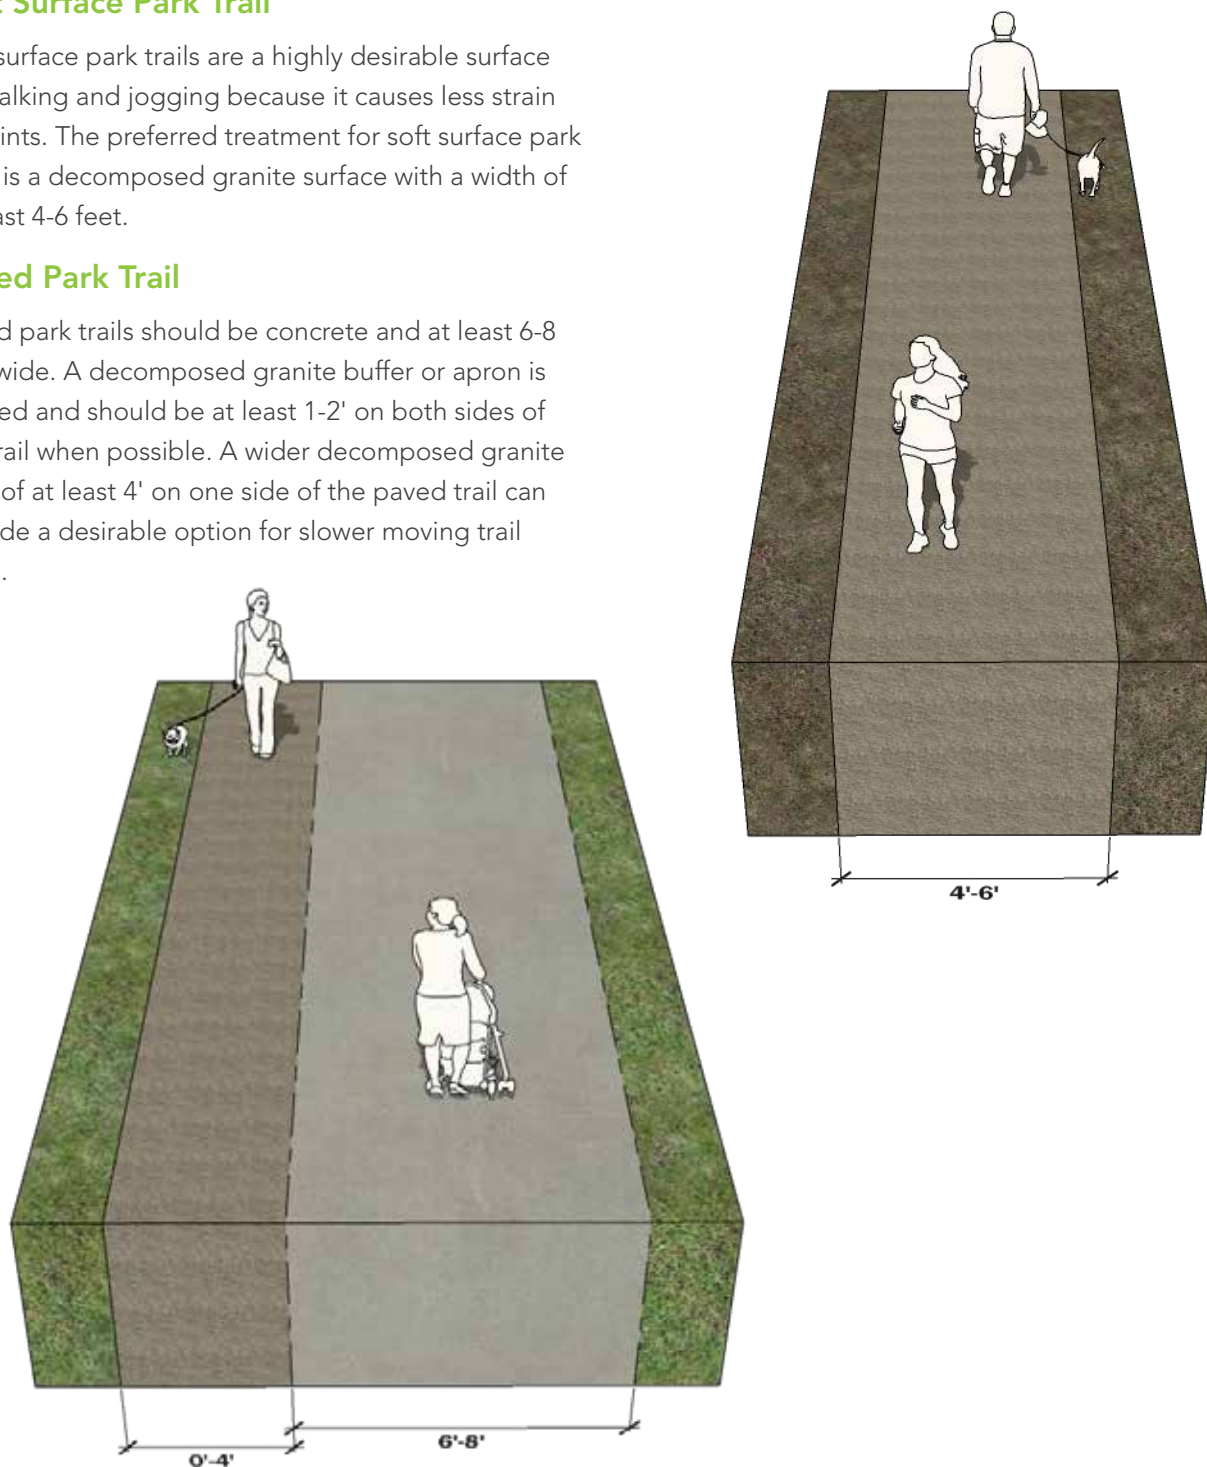 t Surface Park Trail
surface park trails are a highly desirable surface
alking and jogging because it causes less strain
ints. The preferred treatment for soft surface park
is a decomposed granite surface with a width of
ast 4-6 feet.
ed Park Trail
d park trails should be concrete and at least 6-8
wide. A decomposed granite buffer or apron is
ed and should be at least 1-2' on both sides of
rail when possible. A wider decomposed granite
of at least 4' on one side of the paved trail can
de a desirable option for slower moving trail
.
4'-6'
6'-8'
0'-4'